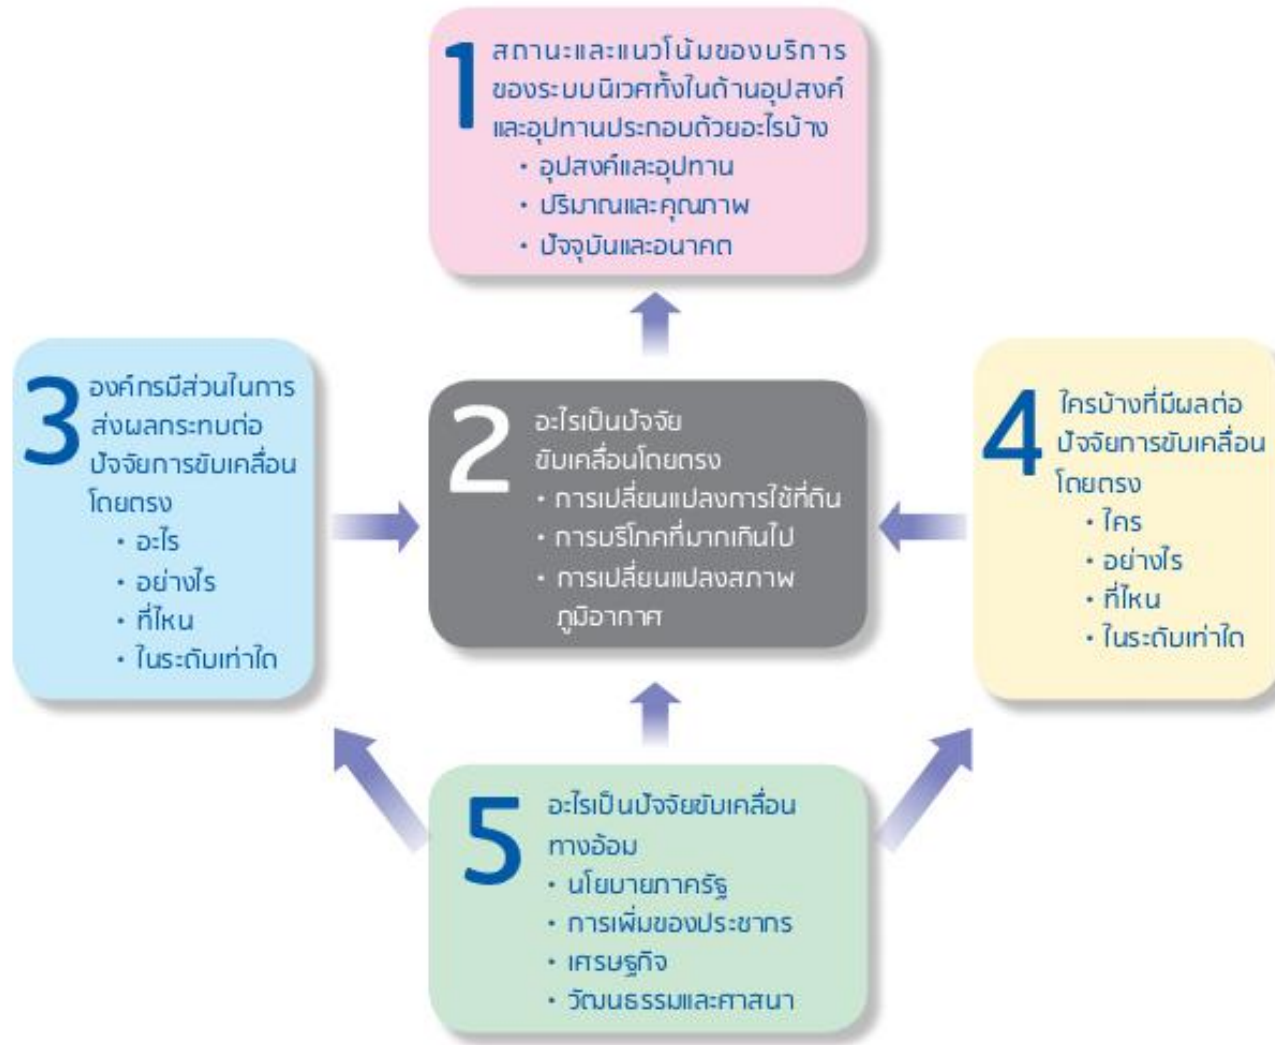 1
สถานะและแนวโน้มของบริการ
ของระบบนิเวศทั้งในด้านอุปสงค์
และอุปทานประกอบด้วยอะไรบ้าง
• อุปสงค์และอุปทาน
• ปริมาณและคุณภาพ
• ปัจจุบันและอนาคต
3
องค์กรมีส่วนในการ
ส่งผลกระทบต่อ
ปัจจัยการขับเคลื่อน
โดยตรง
• อะไร
• อย่างไร
• ที่ไหน
• ในระดับเท่าใด
2
อะไรเป็นปัจจัย
ขับเคลื่อนโดยตรง
• การเปลี่ยนแปลงการใช้ที่ดิน
• การบริโภคที่มากเกินไป
• การเปลี่ยนแปลงสภาพ
ภูมิอากาศ
4
ใครบ้างที่มีผลต่อ
ปัจจัยการขับเคลื่อน
โดยตรง
• ใคร
• อย่างไร
• ที่ไหน
• ในระดับเท่าใด
5
อะไรเป็นปัจจัยขับเคลื่อน
ทางอ้อม
• นโยบายภาครัฐ
• การเพิ่มของประชากร
• เศรษฐกิจ
• วัฒนธรรมและศาสนา